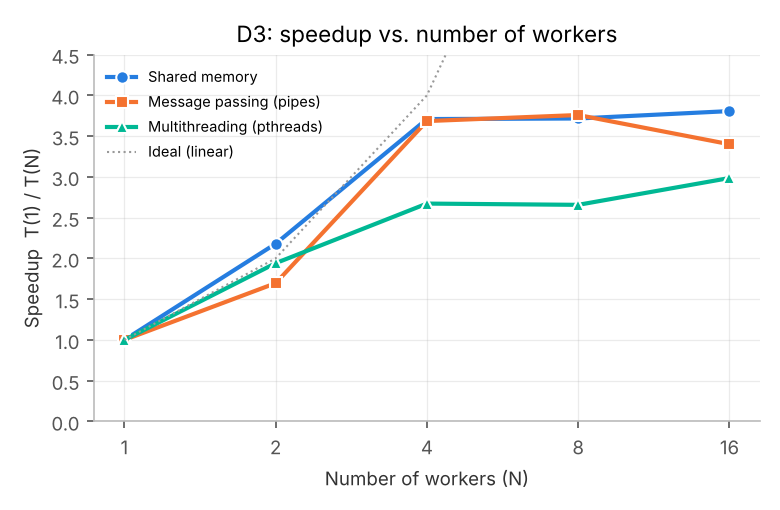 D3: speedup vs. number of workers
Shared memory
Message passing (pipes)
Multithreading (pthreads)
Ideal (linear)
4.5
4.0
3.5
3.0
2.5
2.0
1.5
1.0
0.5
0.0
Speedup T(1) / T(N)
1 2 4 8 16
Number of workers (N)